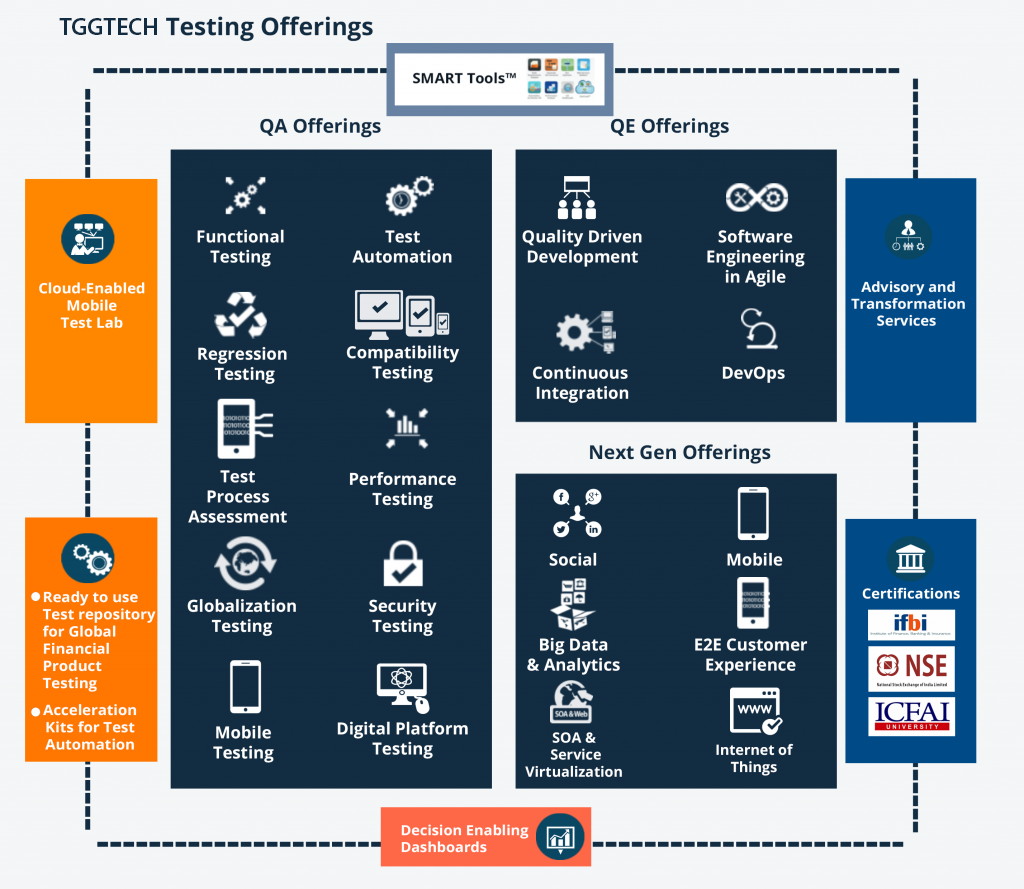 TGGTECH Testing Offerings
SMART Tools™
QA Offerings
Functional
Testing
Test
Automation
Regression
Testing
Compatibility
Testing
Test
Process
Assessment
Performance
Testing
Globalization
Testing
Security
Testing
Mobile
Testing
Digital Platform
Testing
QE Offerings
Quality Driven
Development
Software
Engineering
in Agile
Continuous
Integration
DevOps
Next Gen Offerings
f
g+
in
Social
Mobile
Big Data
& Analytics
E2E Customer
Experience
SOA & Web
SOA &
Service
Virtualization
WWW
Internet of
Things
Cloud-Enabled
Mobile
Test Lab
Ready to use
Test repository
for Global
Financial
Product
Testing
Acceleration
Kits for Test
Automation
Advisory and
Transformation
Services
Certifications
ifbi
Institute of Finance, Banking & Insurance
NSE
National Stock Exchange of India Limited
ICFAI
UNIVERSITY
Decision Enabling
Dashboards